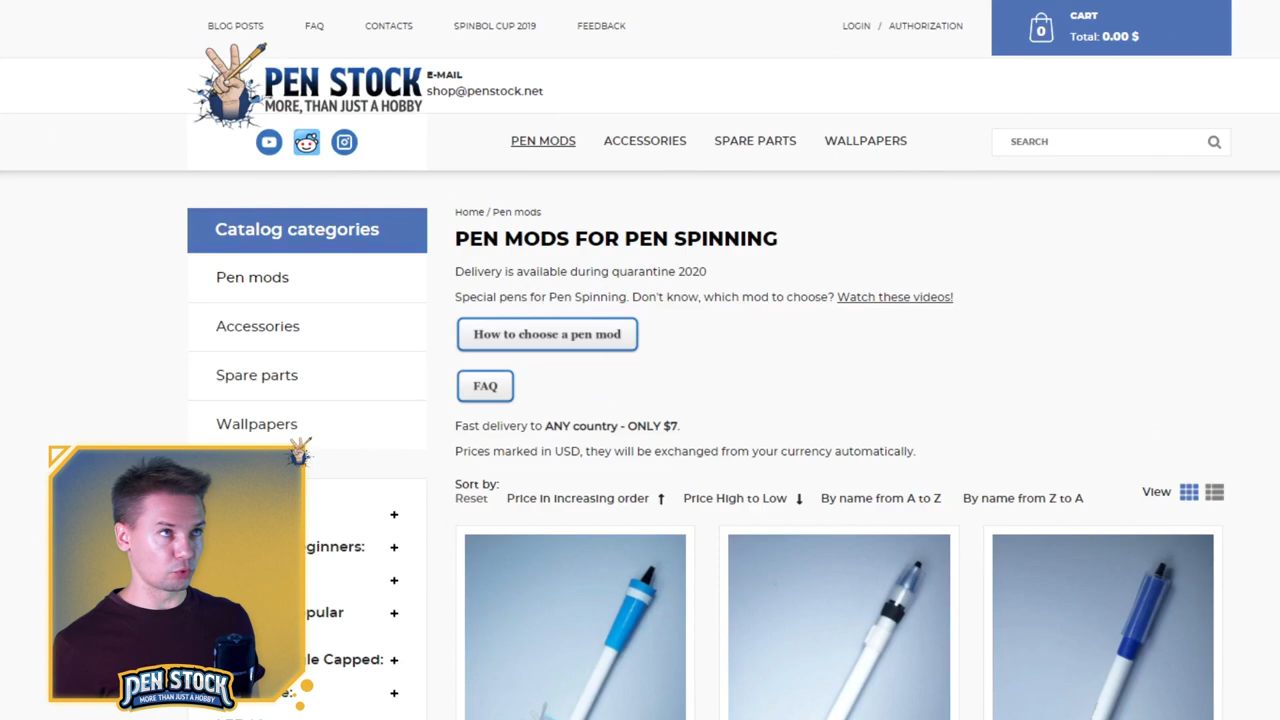 BLOG POSTS FAQ CONTACTS SPINBOL CUP 2019 FEEDBACK LOGIN / AUTHORIZATION
CART
0
Total: 0.00 $
PEN STOCK
MORE, THAN JUST A HOBBY
E-MAIL
shop@penstock.net
PEN MODS ACCESSORIES SPARE PARTS WALLPAPERS SEARCH
Catalog categories
Pen mods
Accessories
Spare parts
Wallpapers
Home / Pen mods
PEN MODS FOR PEN SPINNING
Delivery is available during quarantine 2020
Special pens for Pen Spinning. Don't know, which mod to choose? Watch these videos!
How to choose a pen mod
FAQ
Fast delivery to ANY country - ONLY $7.
Prices marked in USD, they will be exchanged from your currency automatically.
Sort by:
Reset Price in increasing order Price High to Low By name from A to Z By name from Z to A View
+
ginners: +
+
pular +
le Capped: +
e: +
PEN STOCK
MORE THAN JUST A HOBBY